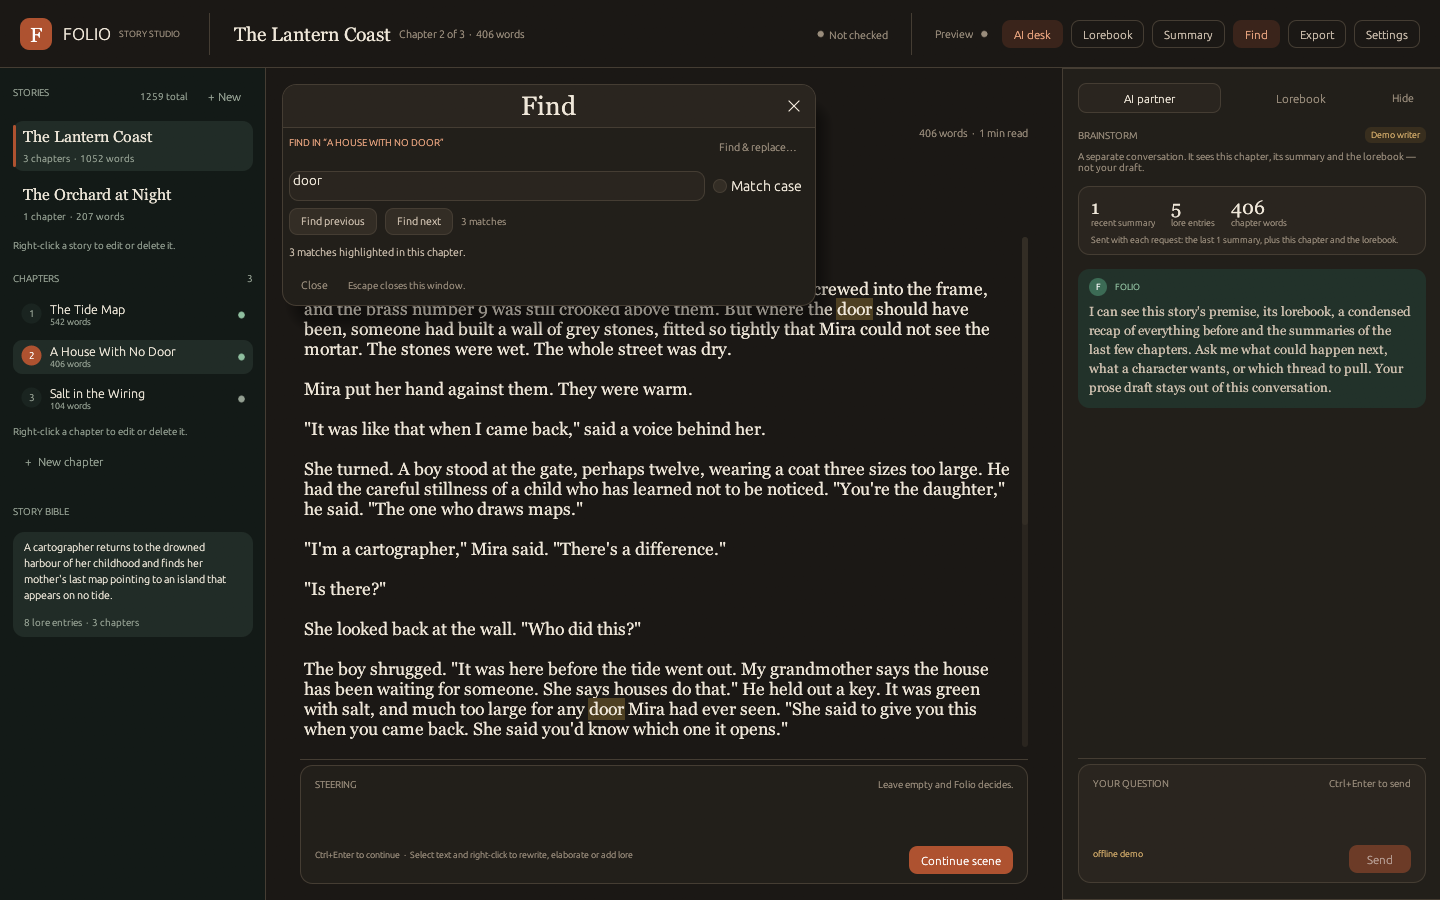 F FOLIO STORY STUDIO
The Lantern Coast Chapter 2 of 3 · 406 words
Not checked
Preview
AI desk
Lorebook
Summary
Find
Export
Settings
STORIES 1259 total + New
The Lantern Coast
3 chapters · 1052 words
The Orchard at Night
1 chapter · 207 words
Right-click a story to edit or delete it.
CHAPTERS 3
1 The Tide Map
542 words
2 A House With No Door
406 words
3 Salt in the Wiring
104 words
Right-click a chapter to edit or delete it.
+ New chapter
STORY BIBLE
A cartographer returns to the drowned
harbour of her childhood and finds her
mother's last map pointing to an island that
appears on no tide.
8 lore entries · 3 chapters
Find
FIND IN "A HOUSE WITH NO DOOR"
Find & replace...
door
Match case
Find previous
Find next
3 matches
3 matches highlighted in this chapter.
Close
Escape closes this window.
406 words · 1 min read
crewed into the frame,
and the brass number 9 was still crooked above them. But where the door should have
been, someone had built a wall of grey stones, fitted so tightly that Mira could not see the
mortar. The stones were wet. The whole street was dry.
Mira put her hand against them. They were warm.
"It was like that when I came back," said a voice behind her.
She turned. A boy stood at the gate, perhaps twelve, wearing a coat three sizes too large. He
had the careful stillness of a child who has learned not to be noticed. "You're the daughter,"
he said. "The one who draws maps."
"I'm a cartographer," Mira said. "There's a difference."
"Is there?"
She looked back at the wall. "Who did this?"
The boy shrugged. "It was here before the tide went out. My grandmother says the house
has been waiting for someone. She says houses do that." He held out a key. It was green
with salt, and much too large for any door Mira had ever seen. "She said to give you this
when you came back. She said you'd know which one it opens."
STEERING
Leave empty and Folio decides.
Ctrl+Enter to continue · Select text and right-click to rewrite, elaborate or add lore
Continue scene
AI partner
Lorebook
Hide
BRAINSTORM
Demo writer
A separate conversation. It sees this chapter, its summary and the lorebook —
not your draft.
1 5 406
recent summary lore entries chapter words
Sent with each request: the last 1 summary, plus this chapter and the lorebook.
F FOLIO
I can see this story's premise, its lorebook, a condensed
recap of everything before and the summaries of the
last few chapters. Ask me what could happen next,
what a character wants, or which thread to pull. Your
prose draft stays out of this conversation.
YOUR QUESTION
Ctrl+Enter to send
offline demo
Send